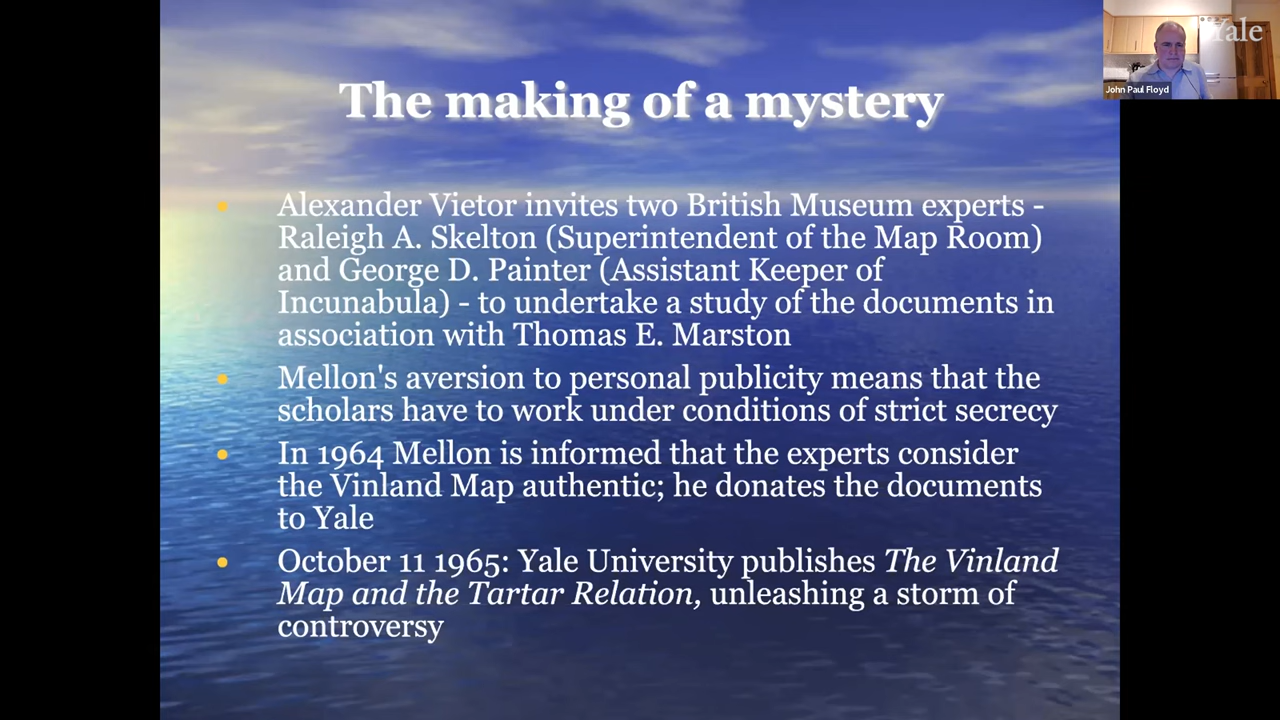 The making of a mystery
• Alexander Vietor invites two British Museum experts -
Raleigh A. Skelton (Superintendent of the Map Room)
and George D. Painter (Assistant Keeper of
Incunabula) - to undertake a study of the documents in
association with Thomas E. Marston
• Mellon's aversion to personal publicity means that the
scholars have to work under conditions of strict secrecy
• In 1964 Mellon is informed that the experts consider
the Vinland Map authentic; he donates the documents
to Yale
• October 11 1965: Yale University publishes The Vinland
Map and the Tartar Relation, unleashing a storm of
controversy
Yale
John Paul Floyd